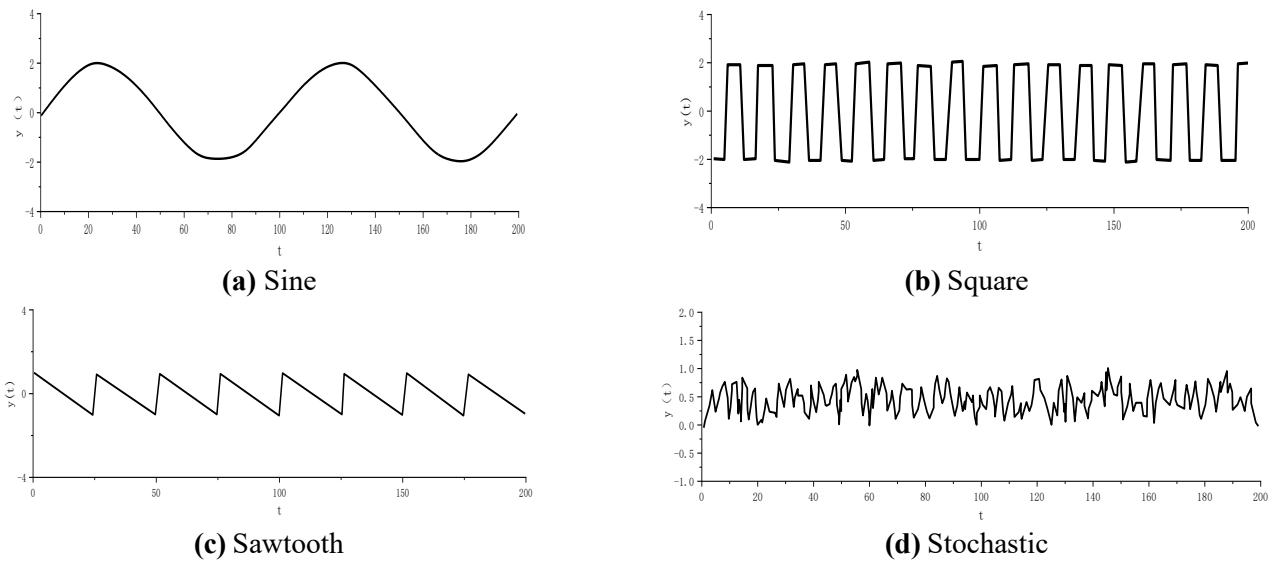 4
2
0
-2
-4
y（t）
0 20 40 60 80 100 120 140 160 180 200
t
(a) Sine
4
2
0
-2
-4
y(t)
0 50 100 150 200
t
(b) Square
4
0
-4
y(t)
0 50 100 150 200
t
(c) Sawtooth
2.0
1.5
1.0
0.5
0.0
-0.5
-1.0
y（t）
0 20 40 60 80 100 120 140 160 180 200
t
(d) Stochastic